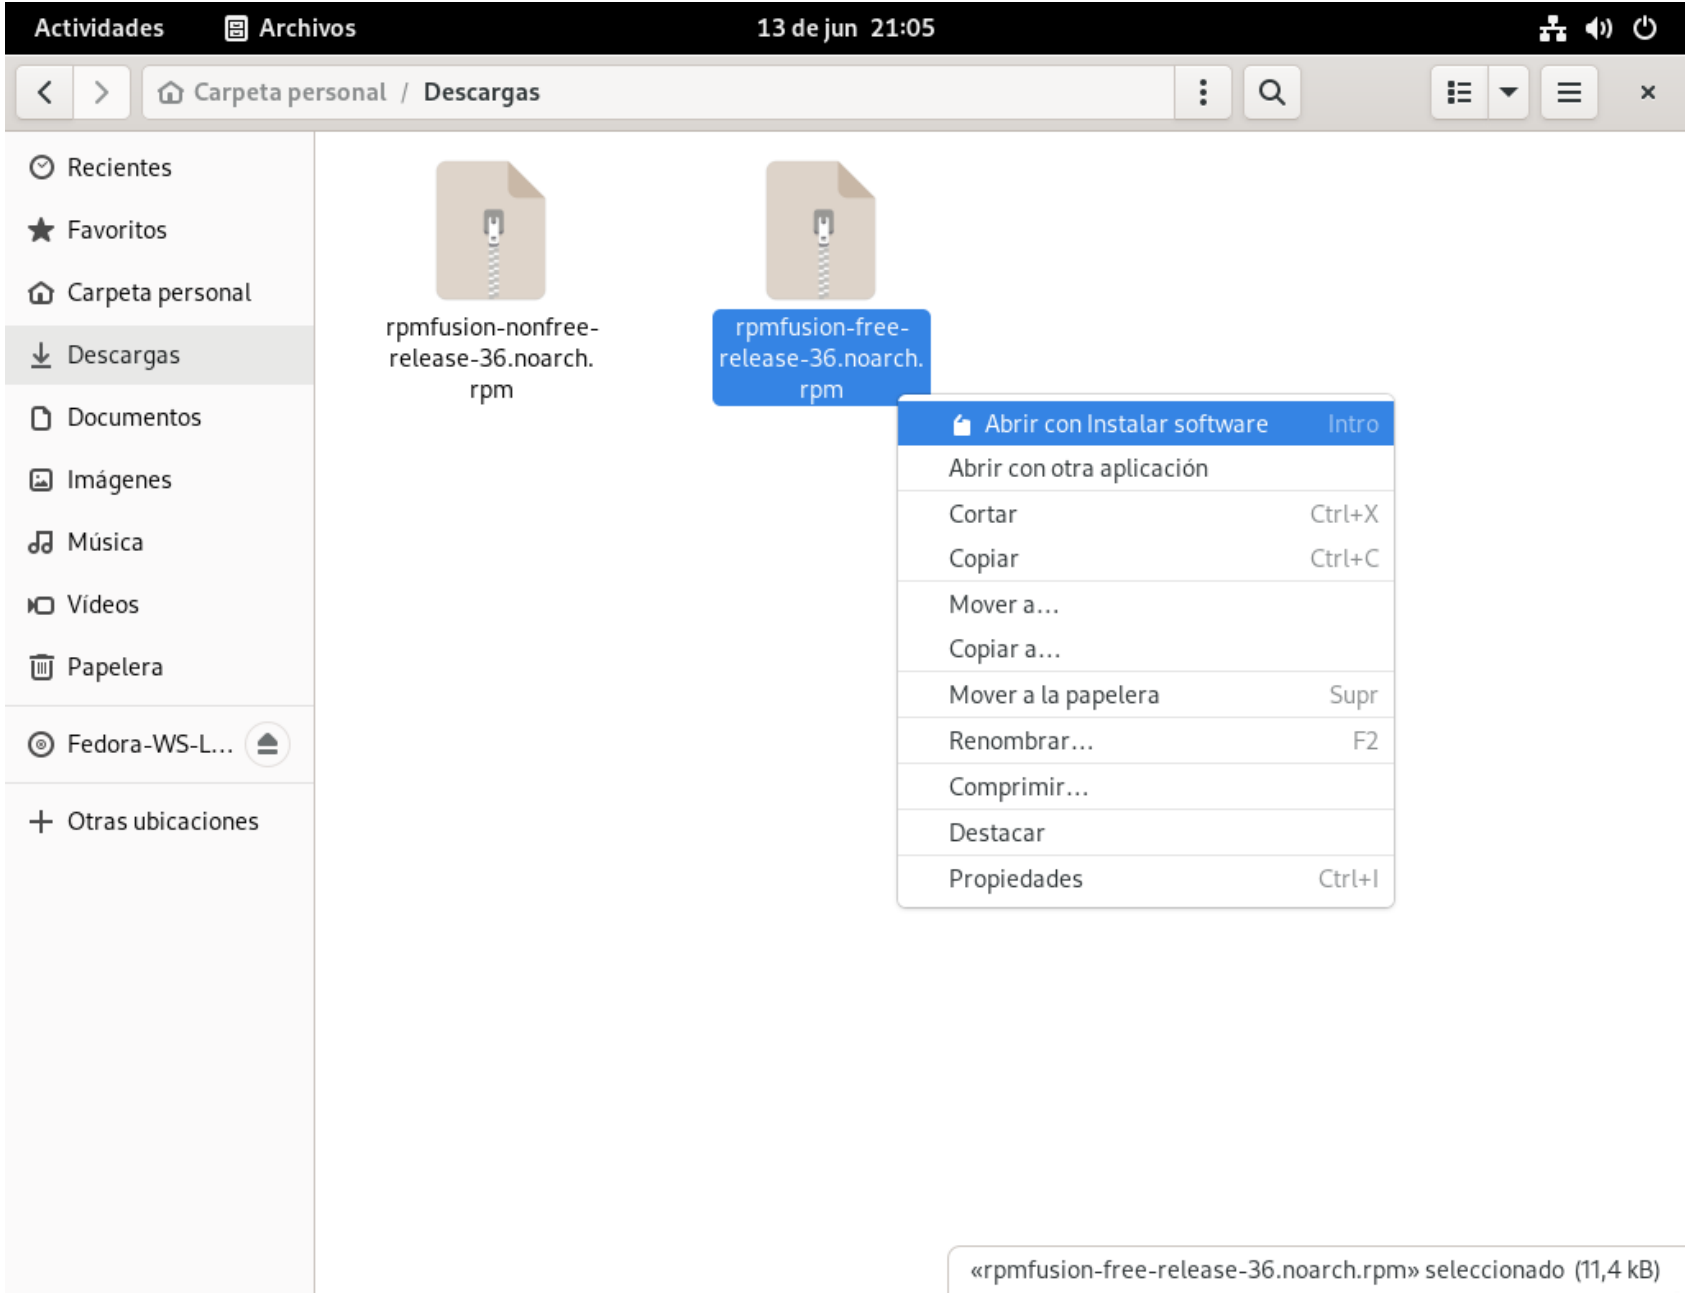 Actividades Archivos 13 de jun 21:05
Carpeta personal / Descargas
Recientes
Favoritos
Carpeta personal
Descargas
Documentos
Imágenes
Música
Vídeos
Papelera
Fedora-WS-L...
Otras ubicaciones
rpmfusion-nonfree-
release-36.noarch.
rpm
rpmfusion-free-
release-36.noarch.
rpm
Abrir con Instalar software Intro
Abrir con otra aplicación
Cortar Ctrl+X
Copiar Ctrl+C
Mover a...
Copiar a...
Mover a la papelera Supr
Renombrar... F2
Comprimir...
Destacar
Propiedades Ctrl+I
«rpmfusion-free-release-36.noarch.rpm» seleccionado (11,4 kB)